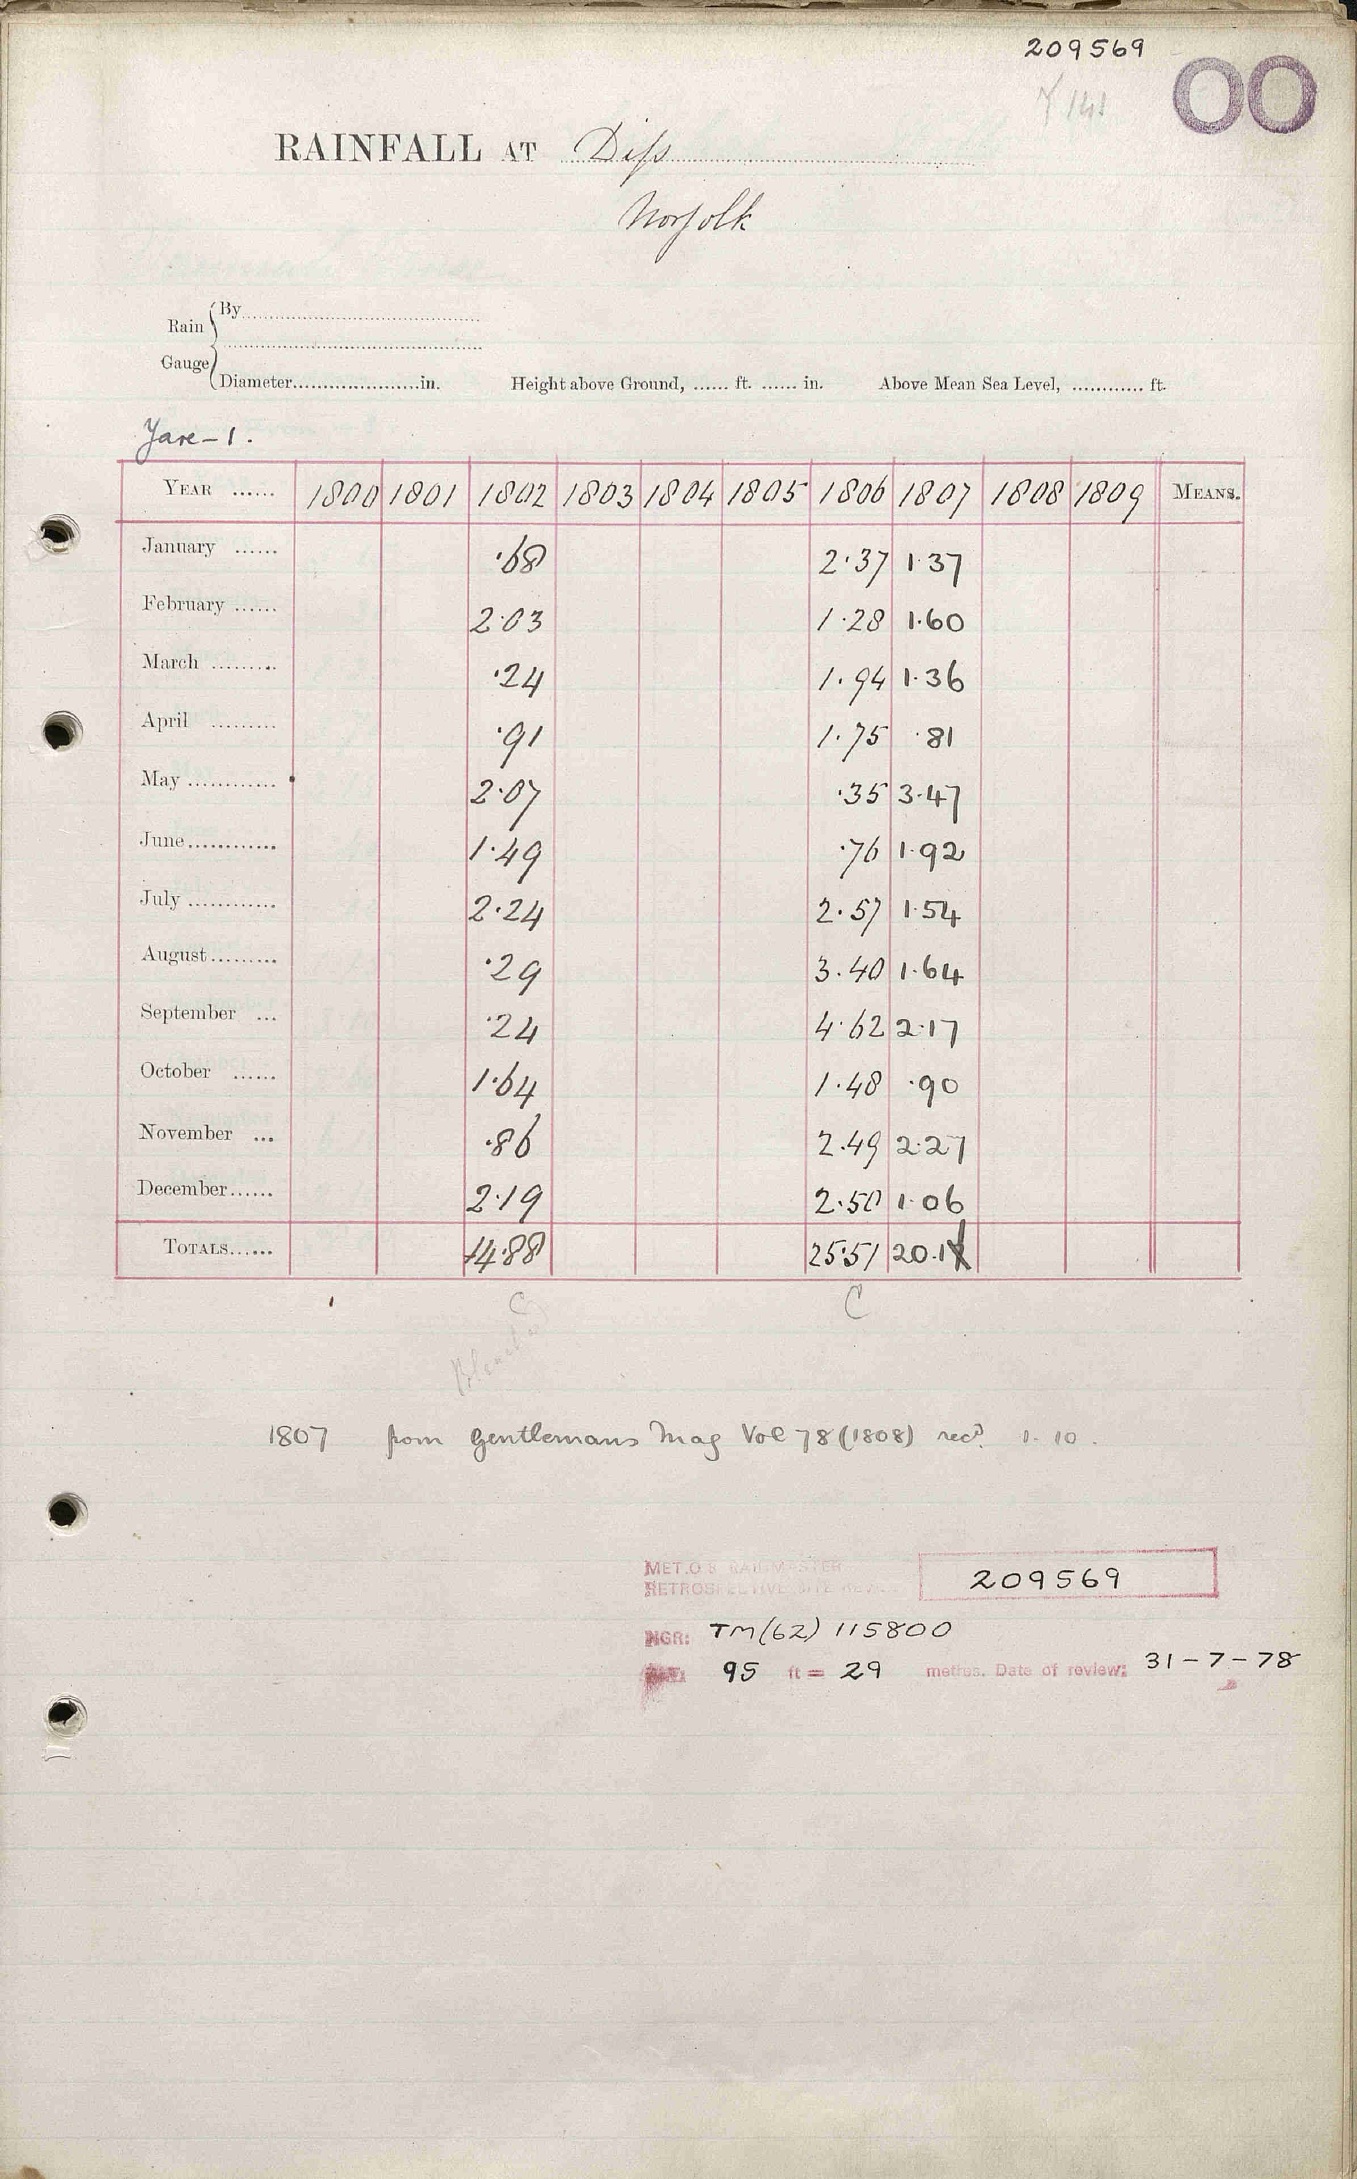 209569
00
RAINFALL AT Diss
Norfolk
Rain Gauge
By
Diameter in. Height above Ground, ft. in. Above Mean Sea Level, ft.
Yare - 1.
YEAR 1800 1801 1802 1803 1804 1805 1806 1807 1808 1809 MEANS.
January .68 2.37 1.37
February 2.03 1.28 1.60
March .24 1.94 1.36
April .91 1.75 .81
May 2.07 .35 3.47
June 1.49 .76 1.92
July 2.24 2.57 1.54
August .29 3.40 1.64
September .24 4.62 2.17
October 1.64 1.48 .90
November .86 2.49 2.27
December 2.19 2.50 1.06
TOTALS 14.88 25.51 20.1
C C
1807 from Gentlemans Mag Vol 78 (1808) recd. 1.10.
MET.O.8 RAINMASTER
RETROSPECTIVE SITE REVIEW 209569
NGR: TM(62) 115800
95 ft = 29 metres. Date of review: 31-7-78